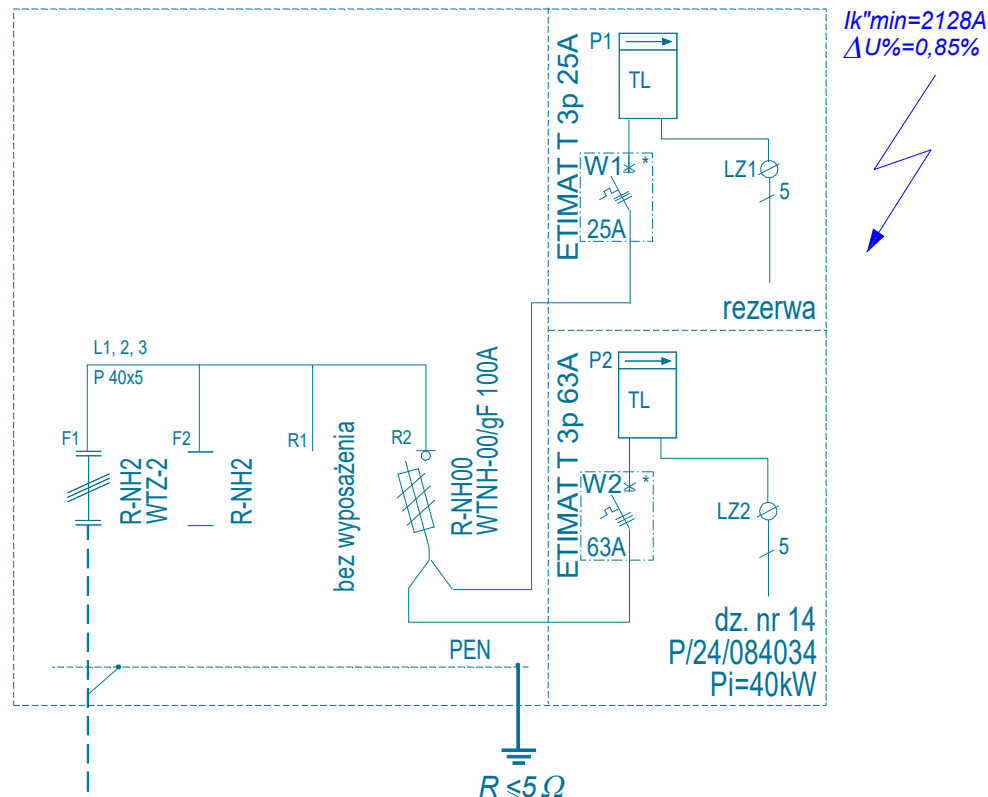 Ik"min=2128A
ΔU%=0,85%
ETIMAT T 3p 25A
P1
TL
W1
*
25A
LZ1
5
rezerwa
L1, 2, 3
P 40x5
F1
R-NH2
WTZ-2
F2
R-NH2
R1
bez wyposażenia
R2
R-NH00
WTNH-00/gF 100A
ETIMAT T 3p 63A
P2
TL
W2
*
63A
LZ2
5
dz. nr 14
P/24/084034
Pi=40kW
PEN
R ≤5 Ω